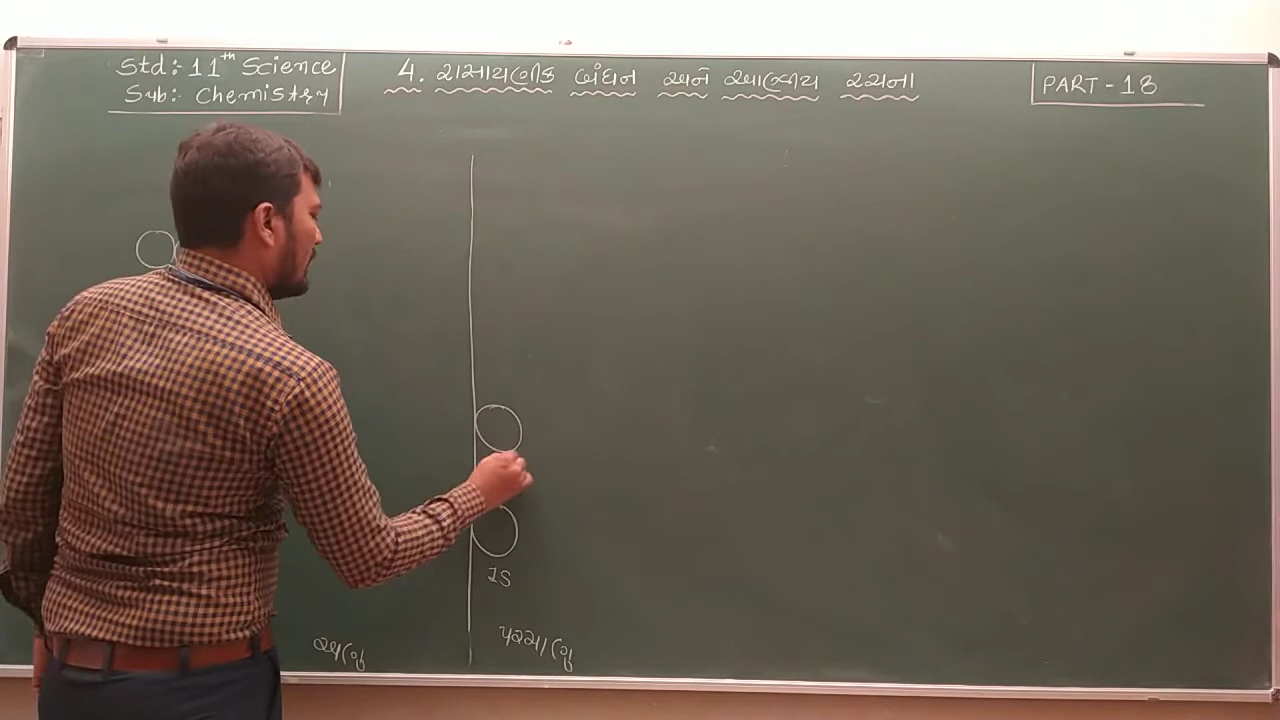 Std:- 11th Science
Sub:- Chemistry
4. રાસાયણીક બંધન અને આણ્વીય રચના
PART - 18
1S
અણુ
પરમાણુ